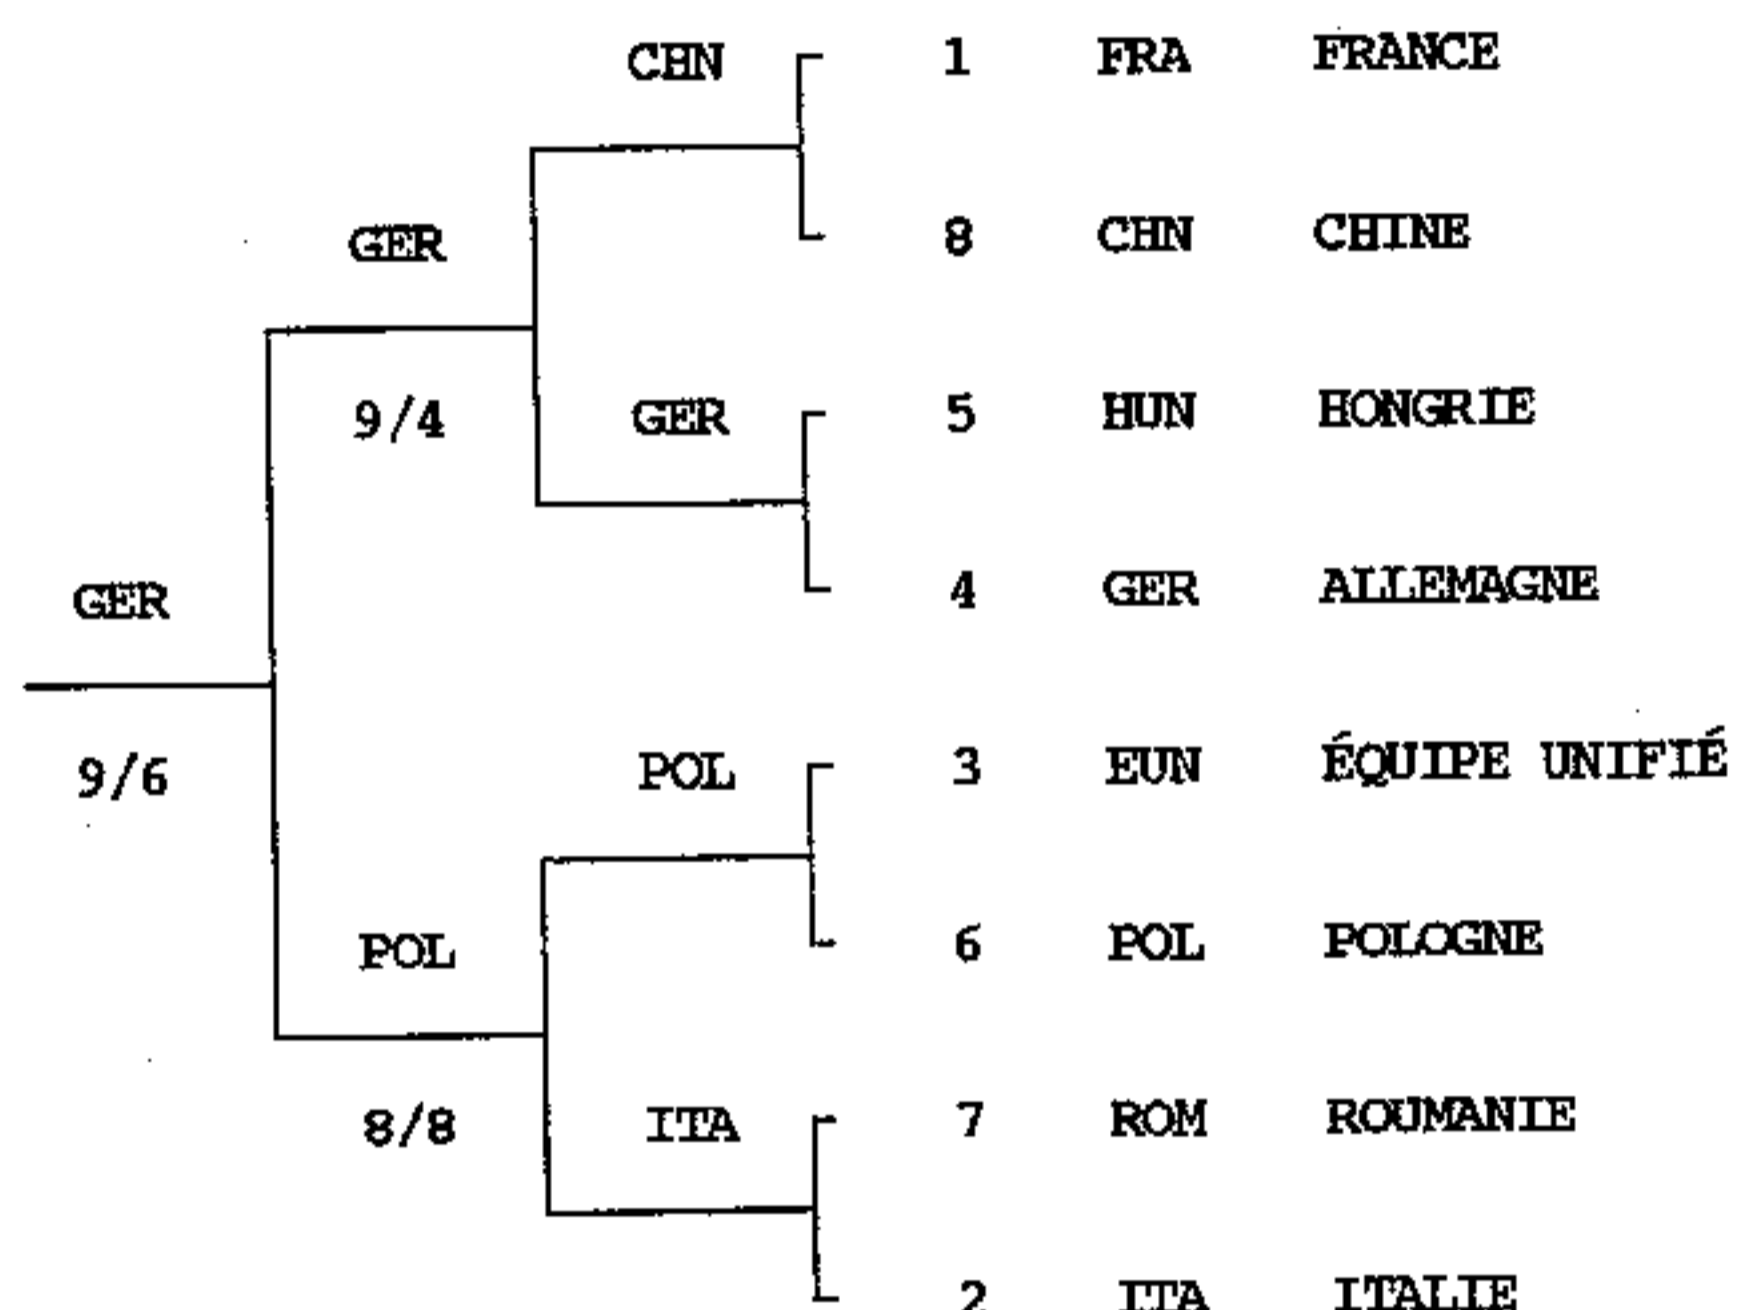 CHN 1 FRA FRANCE
GER 8 CHN CHINE
9/4 GER 5 HUN HONGRIE
GER 4 GER ALLEMAGNE
9/6 POL 3 EUN ÉQUIPE UNIFIÉ
POL 6 POL POLOGNE
8/8 ITA 7 ROM ROUMANIE
2 ITA ITALIE